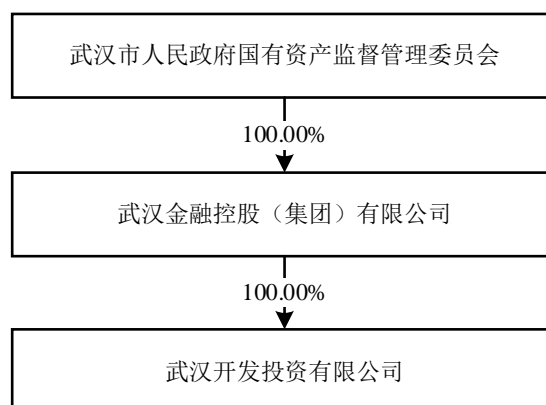 武汉市人民政府国有资产监督管理委员会
100.00%
武汉金融控股（集团）有限公司
100.00%
武汉开发投资有限公司